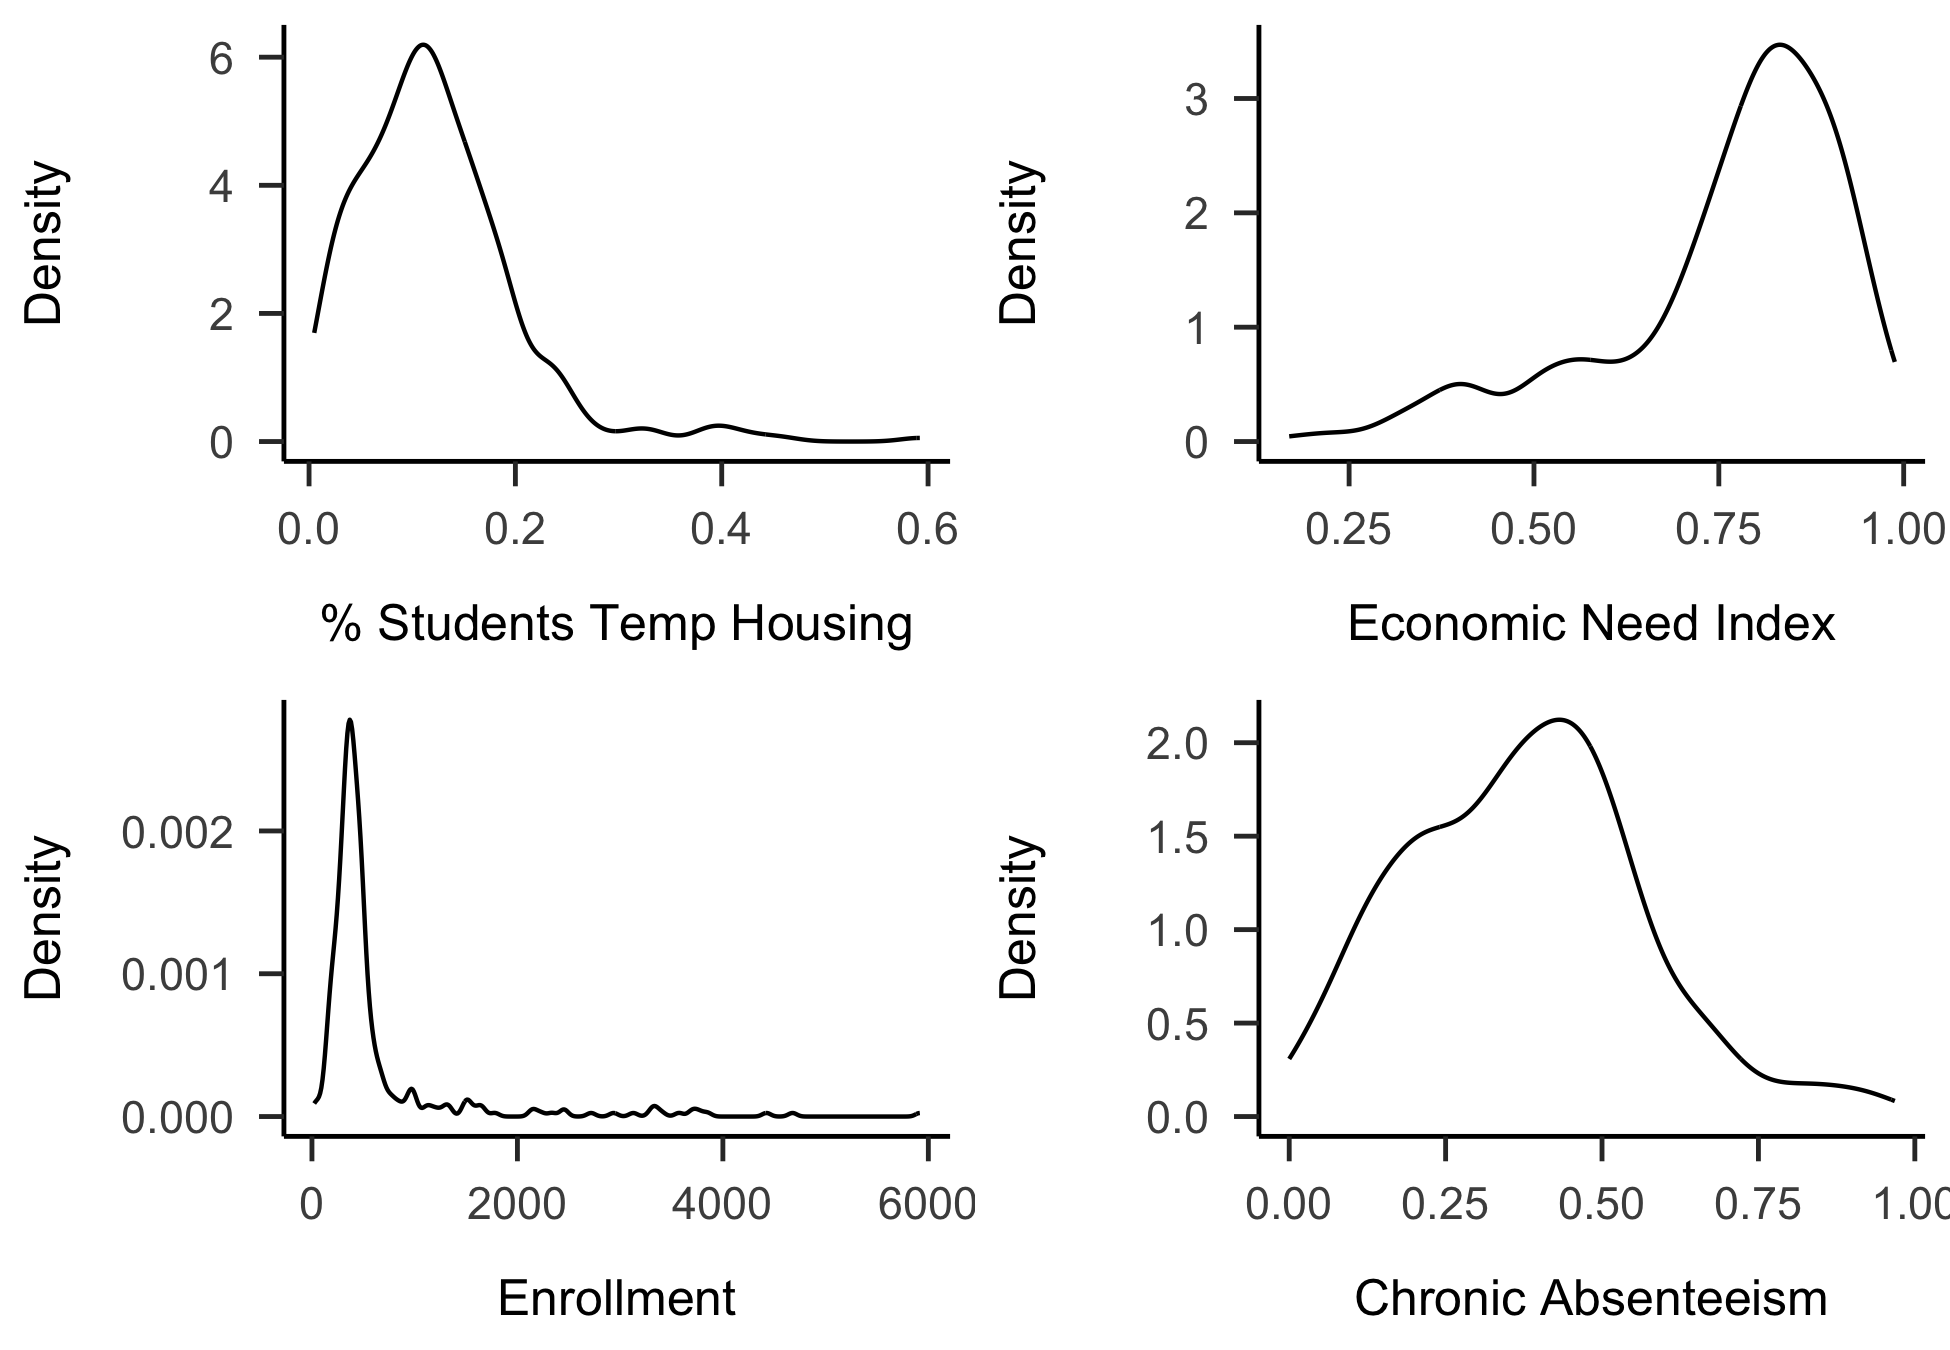 Density
6
4
2
0
0.0 0.2 0.4 0.6
% Students Temp Housing
Density
3
2
1
0
0.25 0.50 0.75 1.00
Economic Need Index
Density
0.002
0.001
0.000
0 2000 4000 6000
Enrollment
Density
2.0
1.5
1.0
0.5
0.0
0.00 0.25 0.50 0.75 1.00
Chronic Absenteeism